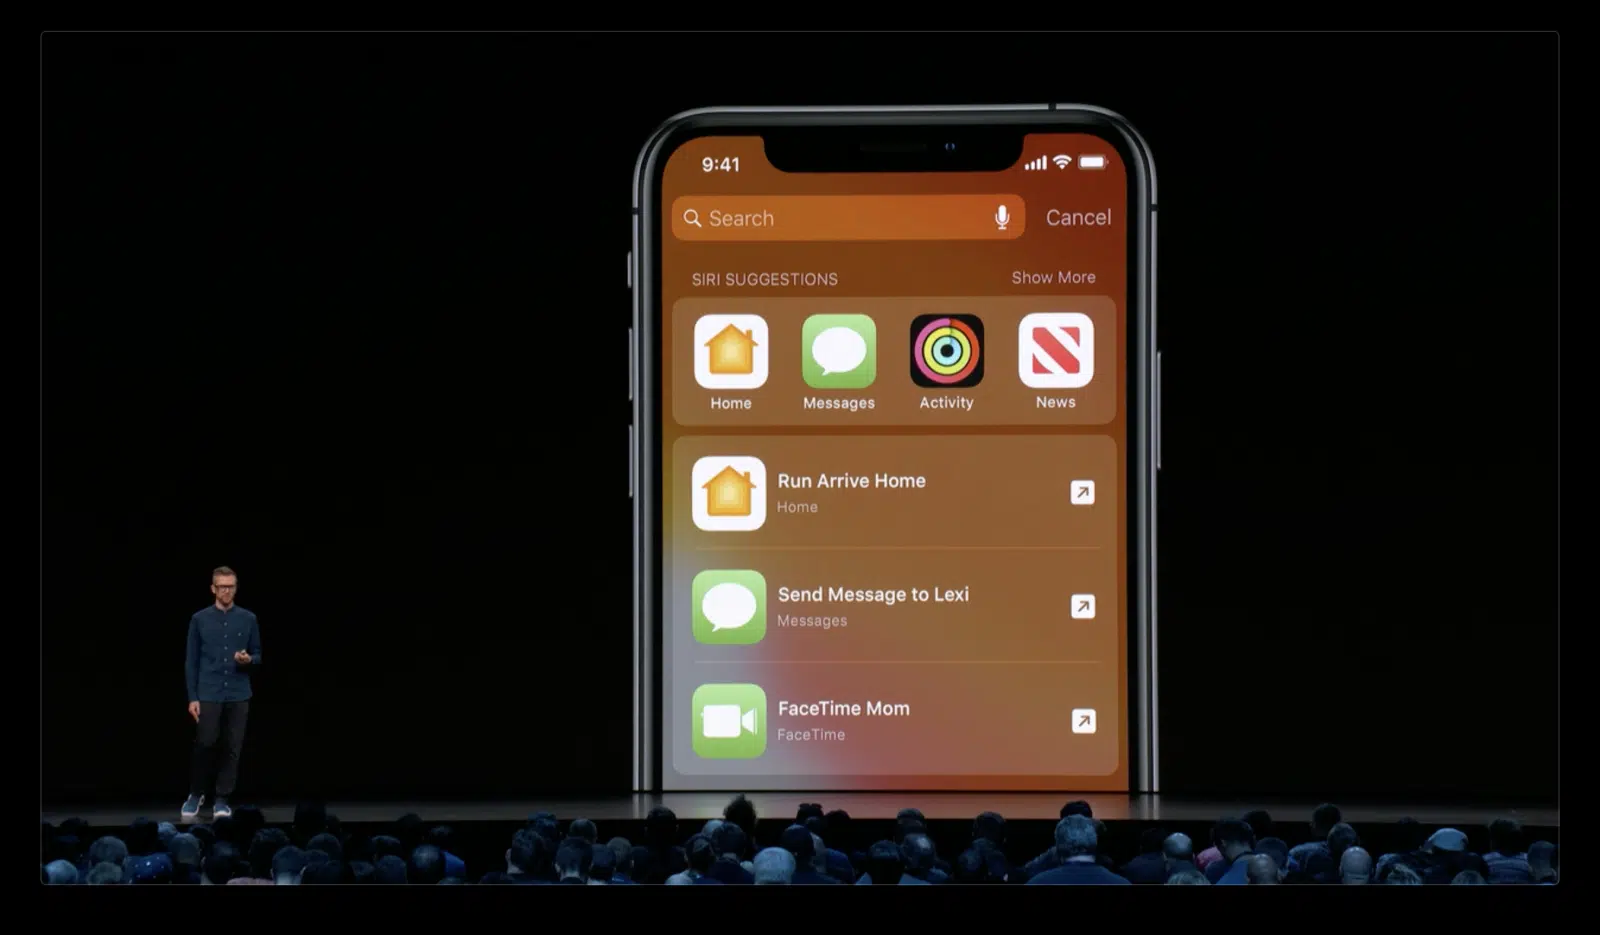 9:41
Search
Cancel
SIRI SUGGESTIONS
Show More
Home
Messages
Activity
News
Run Arrive Home
Home
Send Message to Lexi
Messages
FaceTime Mom
FaceTime